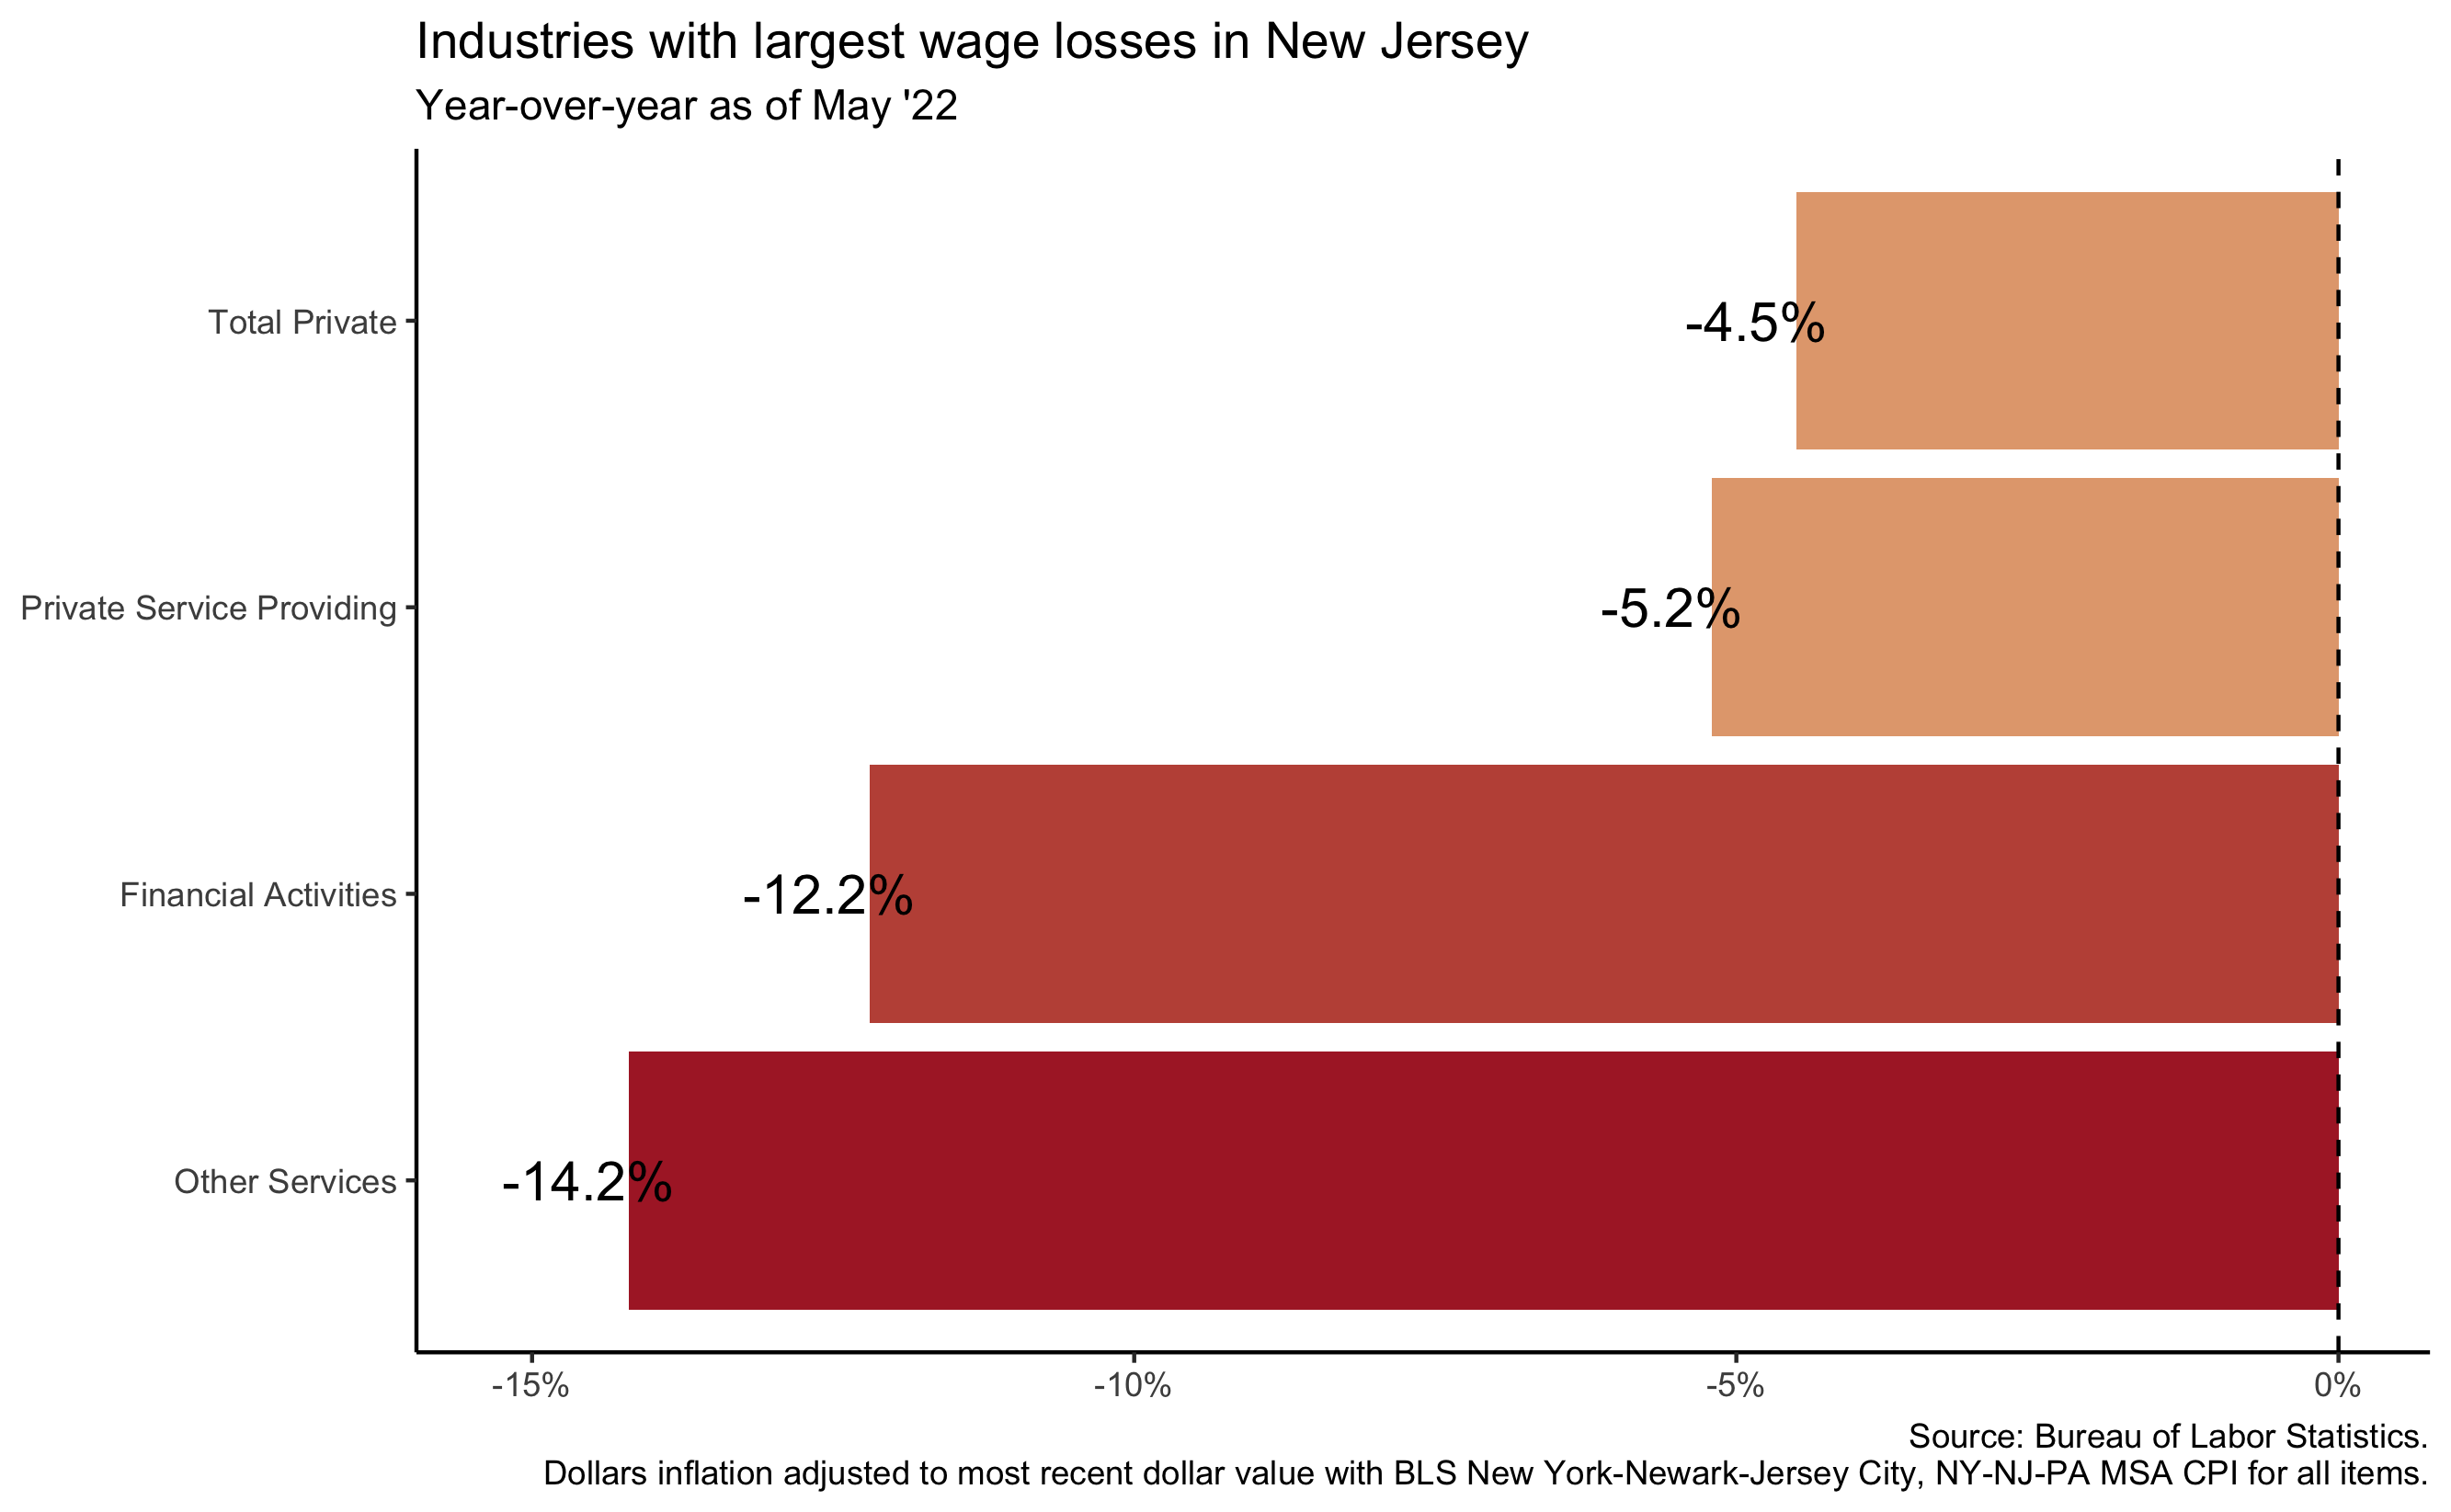 Industries with largest wage losses in New Jersey
Year-over-year as of May '22
Total Private
-4.5%
Private Service Providing
-5.2%
Financial Activities
-12.2%
Other Services
-14.2%
-15%
-10%
-5%
0%
Source: Bureau of Labor Statistics.
Dollars inflation adjusted to most recent dollar value with BLS New York-Newark-Jersey City, NY-NJ-PA MSA CPI for all items.